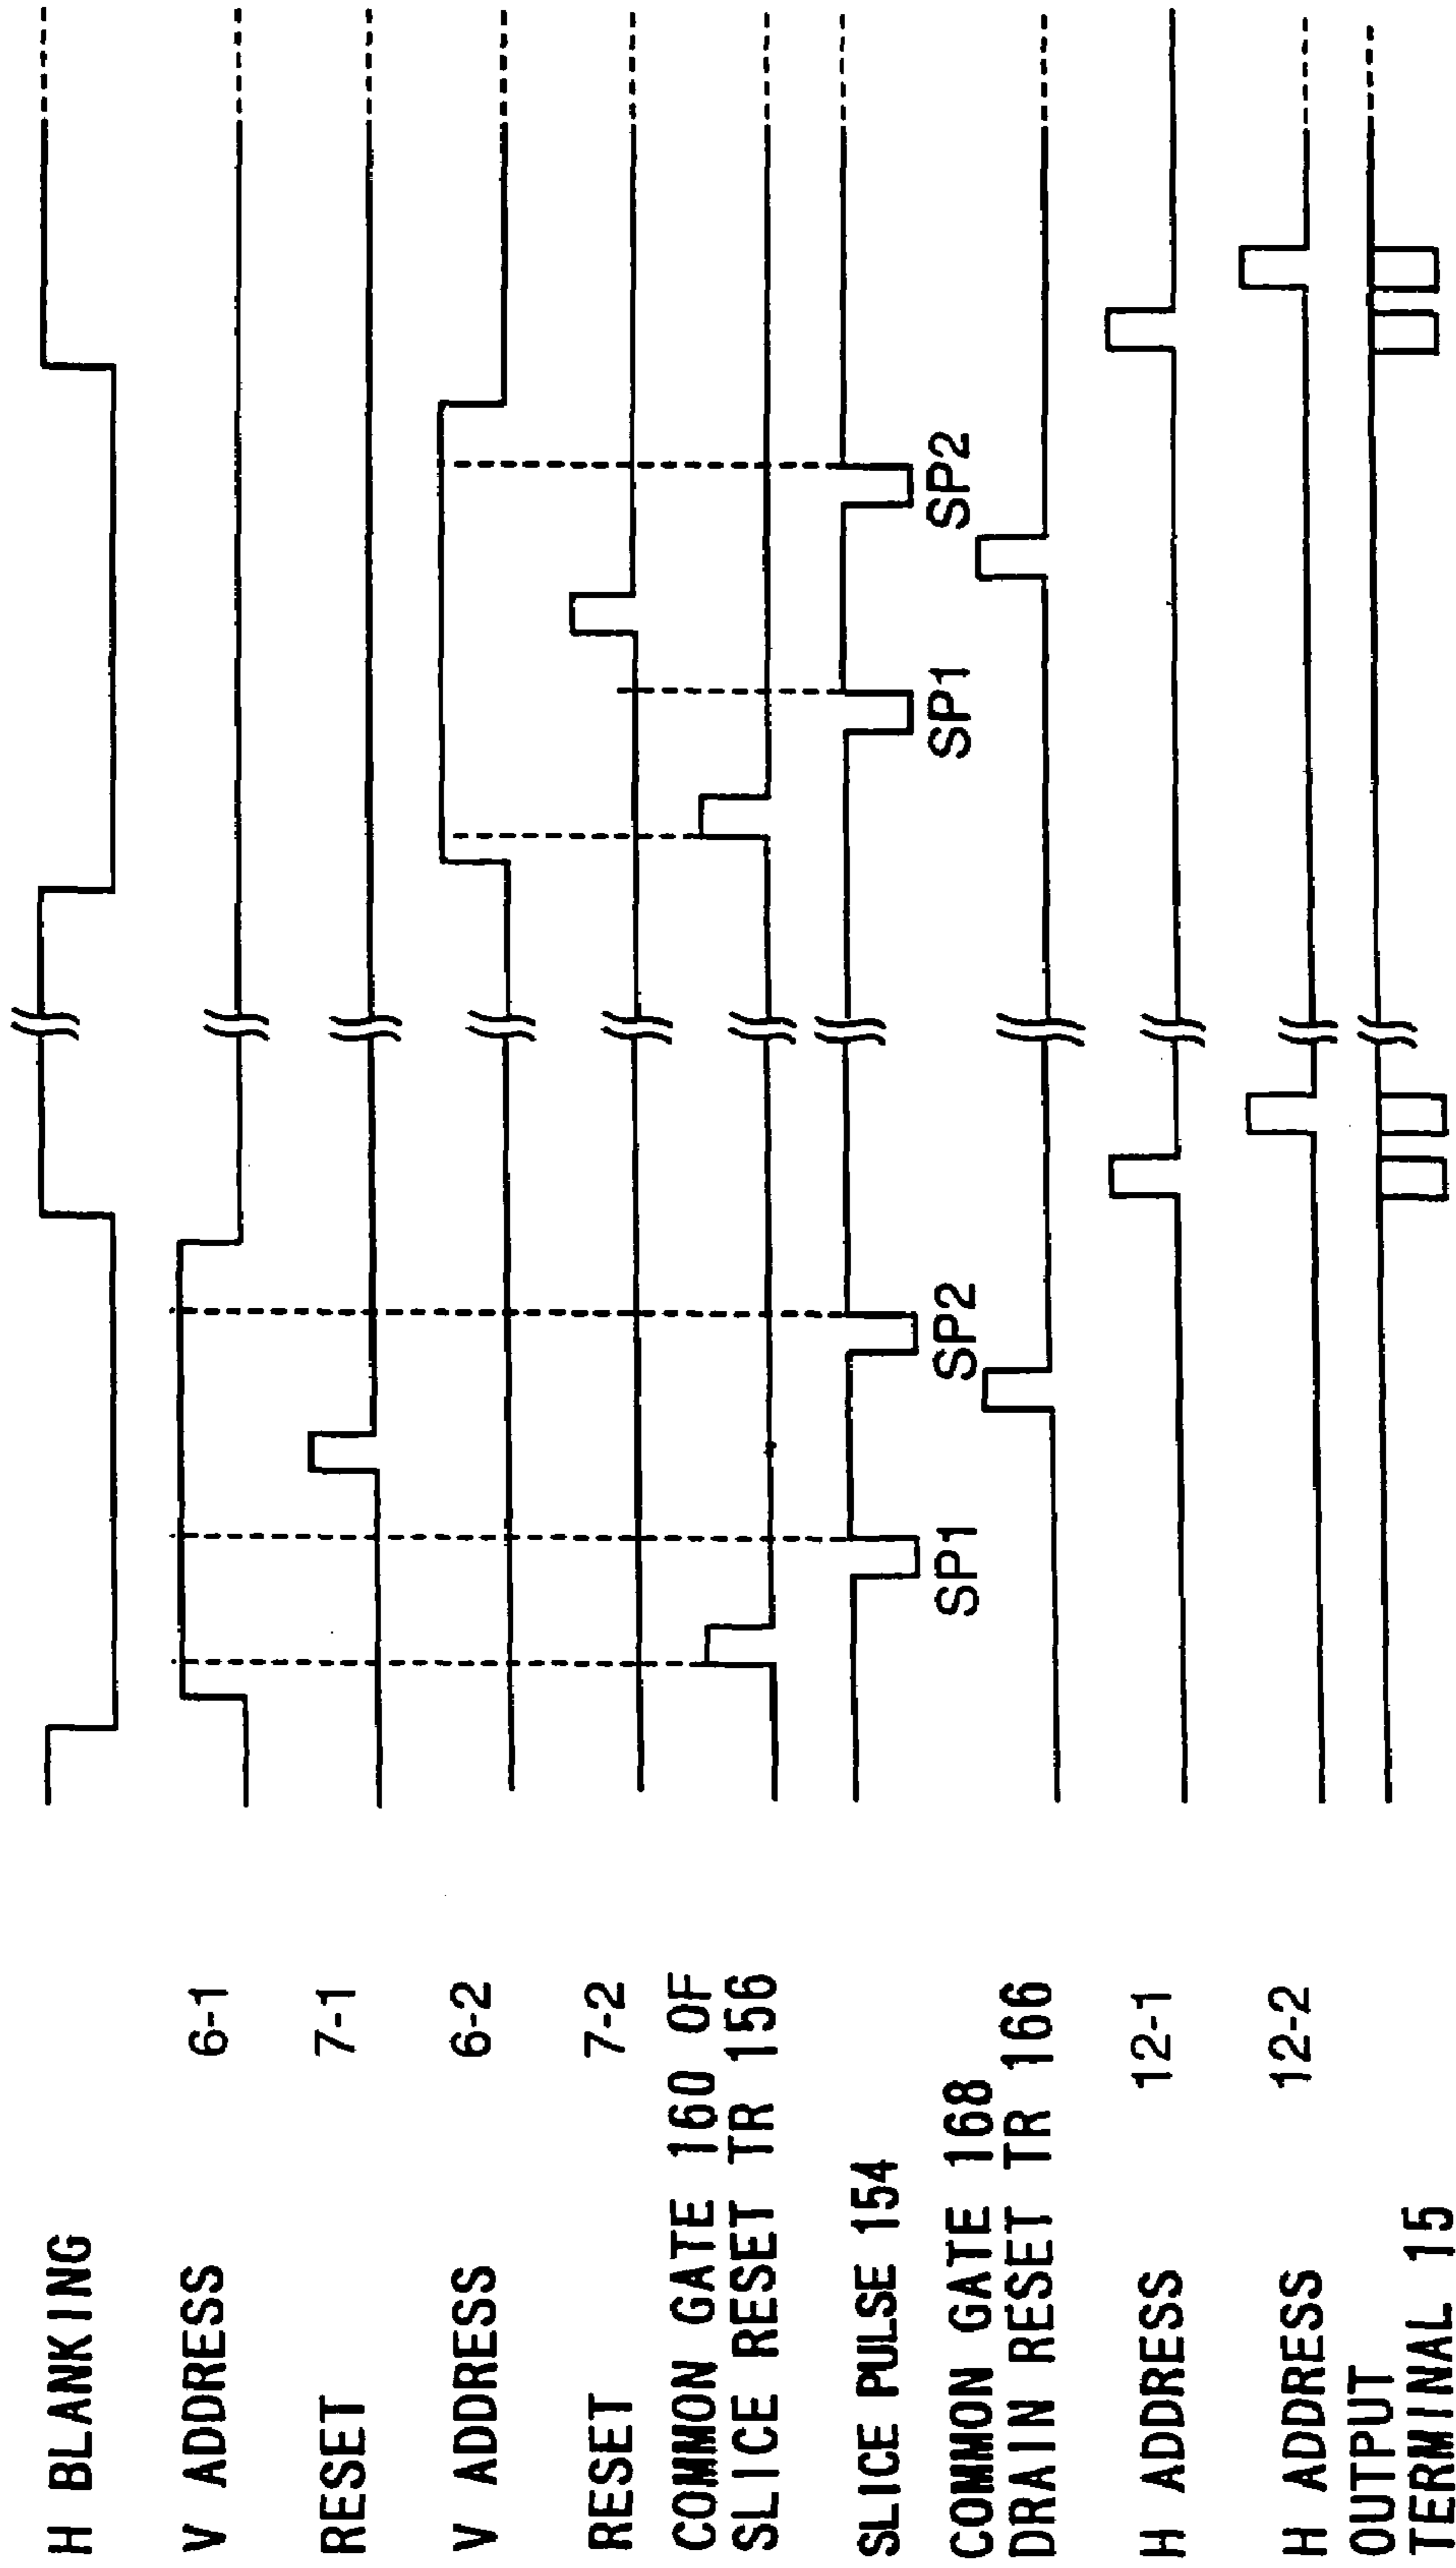 H BLANKING
V ADDRESS 6-1
RESET 7-1
V ADDRESS 6-2
RESET 7-2
COMMON GATE 160 OF
SLICE RESET TR 156
SLICE PULSE 154
SP1 SP2 SP1 SP2
COMMON GATE 168
DRAIN RESET TR 166
H ADDRESS 12-1
H ADDRESS 12-2
OUTPUT
TERMINAL 15